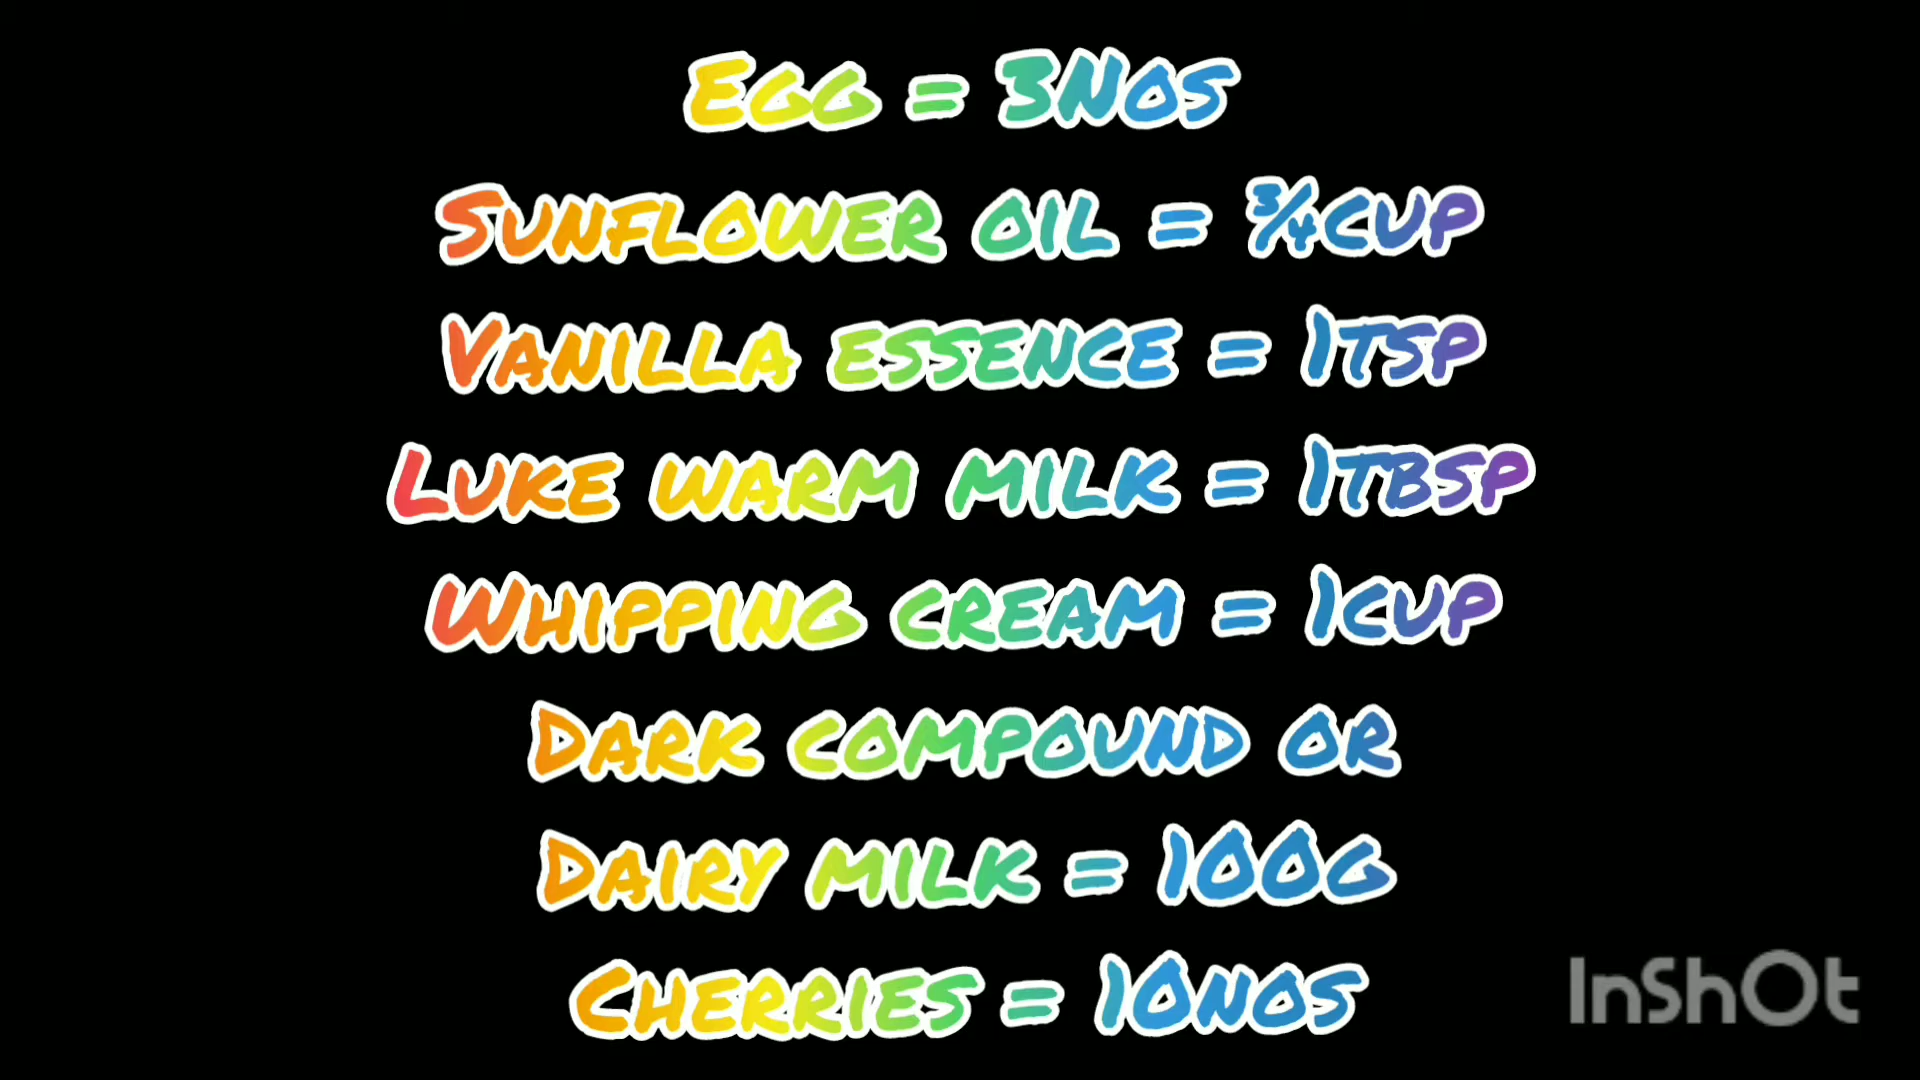 Egg = 3Nos
Sunflower oil = ¾cup
Vanilla essence = 1tsp
Luke warm milk = 1tbsp
Whipping cream = 1cup
Dark compound or
Dairy milk = 100g
Cherries = 10nos
InShOt